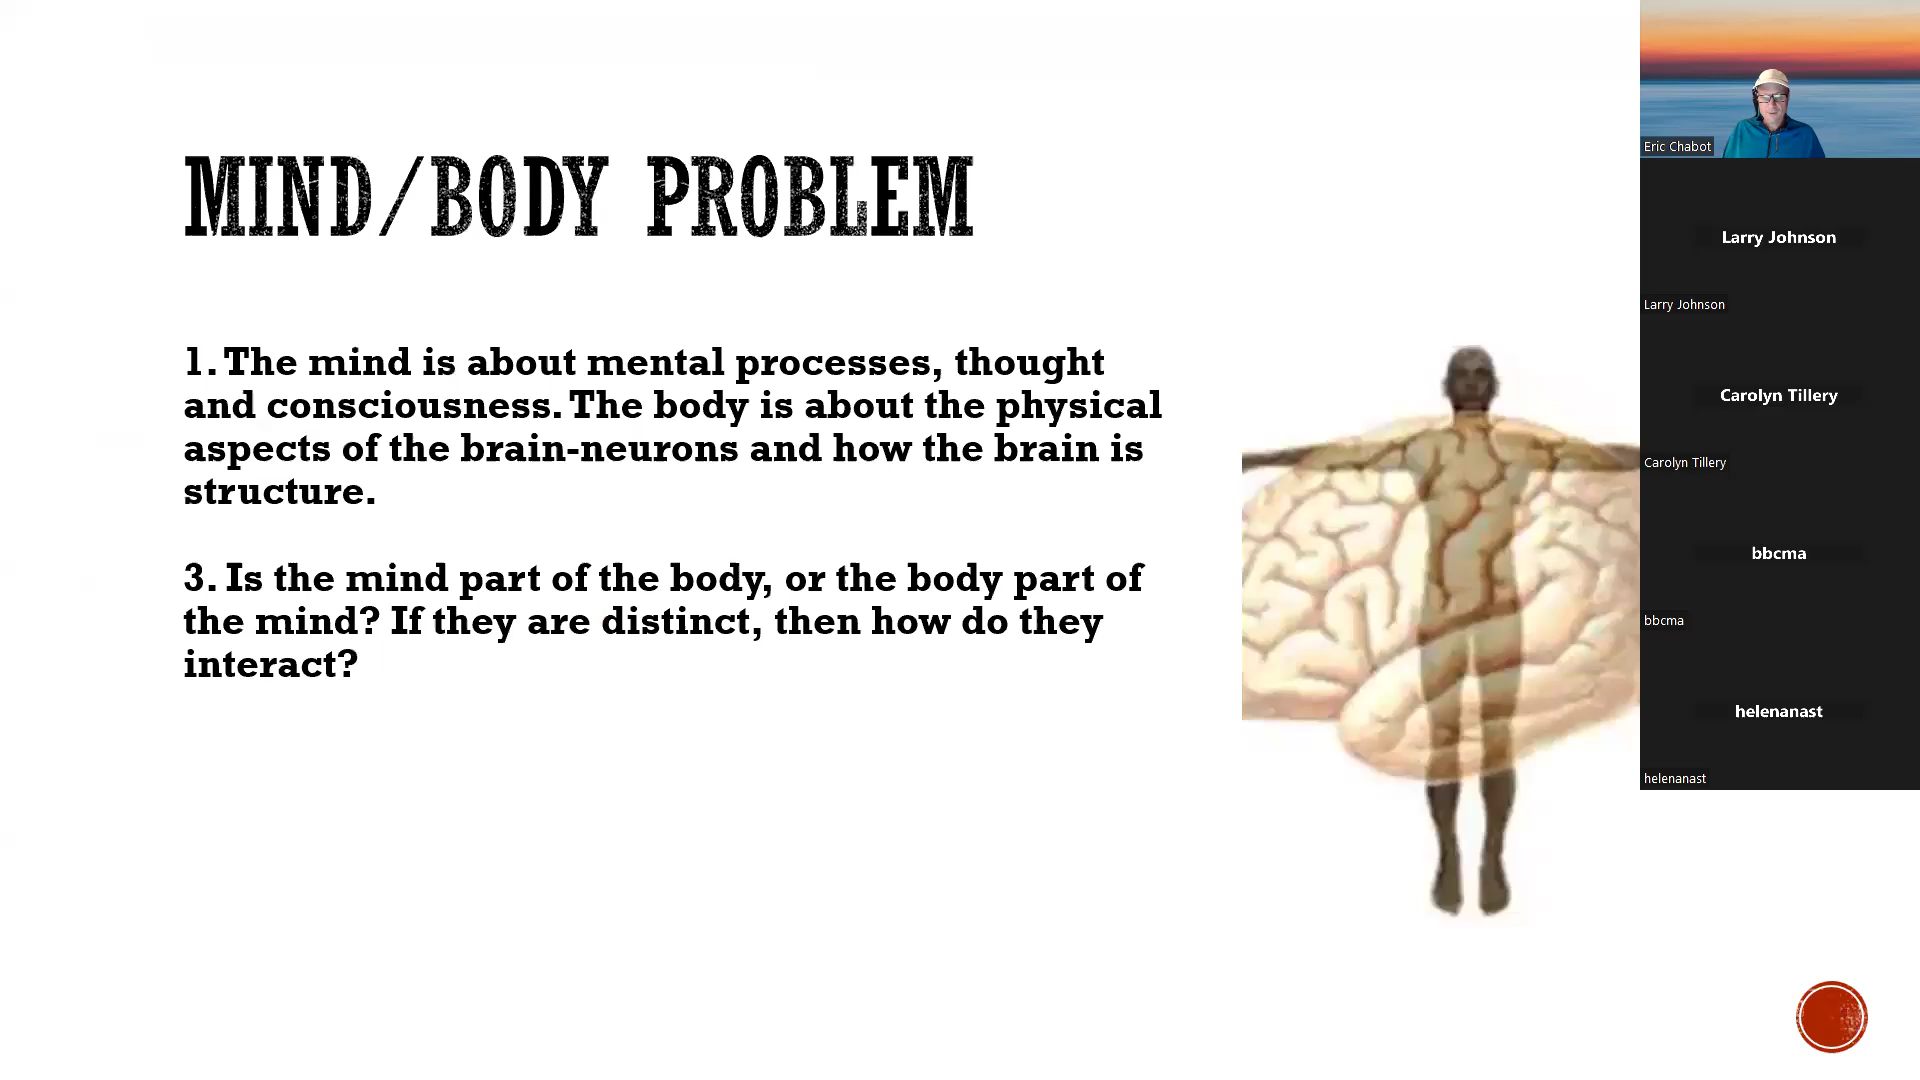 MIND/BODY PROBLEM
1. The mind is about mental processes, thought
and consciousness. The body is about the physical
aspects of the brain-neurons and how the brain is
structure.
3. Is the mind part of the body, or the body part of
the mind? If they are distinct, then how do they
interact?
Eric Chabot
Larry Johnson
Larry Johnson
Carolyn Tillery
Carolyn Tillery
bbcma
bbcma
helenanast
helenanast